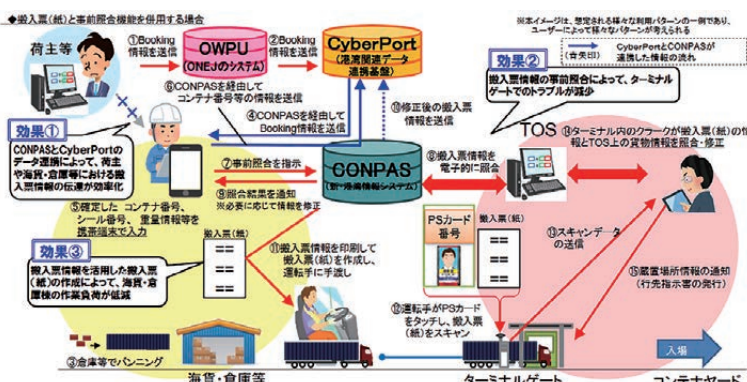 ◆搬入票(紙)と事前照合機能を併用する場合
※本イメージは、想定される様々な利用パターンの一例であり、
ユーザーによって様々なパターンが考えられる
荷主等
①Booking
情報を送信
OWPU
(ONEJのシステム)
②Booking
情報を送信
CyberPort
(港湾関連データ
連携基盤)
(青矢印)
CyberPortとCONPASが
連携した情報の流れ
効果②
搬入票情報の事前照合によって、ターミナル
ゲートでのトラブルが減少
⑥CONPASを経由して
コンテナ番号等の情報を送信
④CONPASを経由して
Booking情報を送信
⑩修正後の搬入票
情報を送信
効果①
CONPASとCyberPortの
データ連携によって、荷主
や海貨・倉庫等における搬
入票情報の伝達が効率化
⑦事前照合を指示
CONPAS
(新・港湾情報システム)
⑧搬入票情報を
電子的に照合
TOS
⑭ターミナル内のクラークが搬入票(紙)の情
報とTOS上の貨物情報を照合・修正
⑨照合結果を通知
※必要に応じて情報を修正
⑤確定した コンテナ番号、
シール番号、重量情報等を
携帯端末で入力
効果③
搬入票情報を活用した搬入票
(紙)の作成によって、海貨・倉
庫様の作業負荷が低減
搬入票(紙)
⑪搬入票情報を印刷して
搬入票(紙)を作成し、
運転手に手渡し
PSカード
番号
搬入票(紙)
⑬スキャンデータ
の送信
⑮蔵置場所情報の通知
(行先指示書の発行)
⑫運転手がPSカード
をタッチし、搬入票
(紙)をスキャン
③倉庫等でバンニング
海貨・倉庫等
ターミナルゲート
入場
コンテナヤード